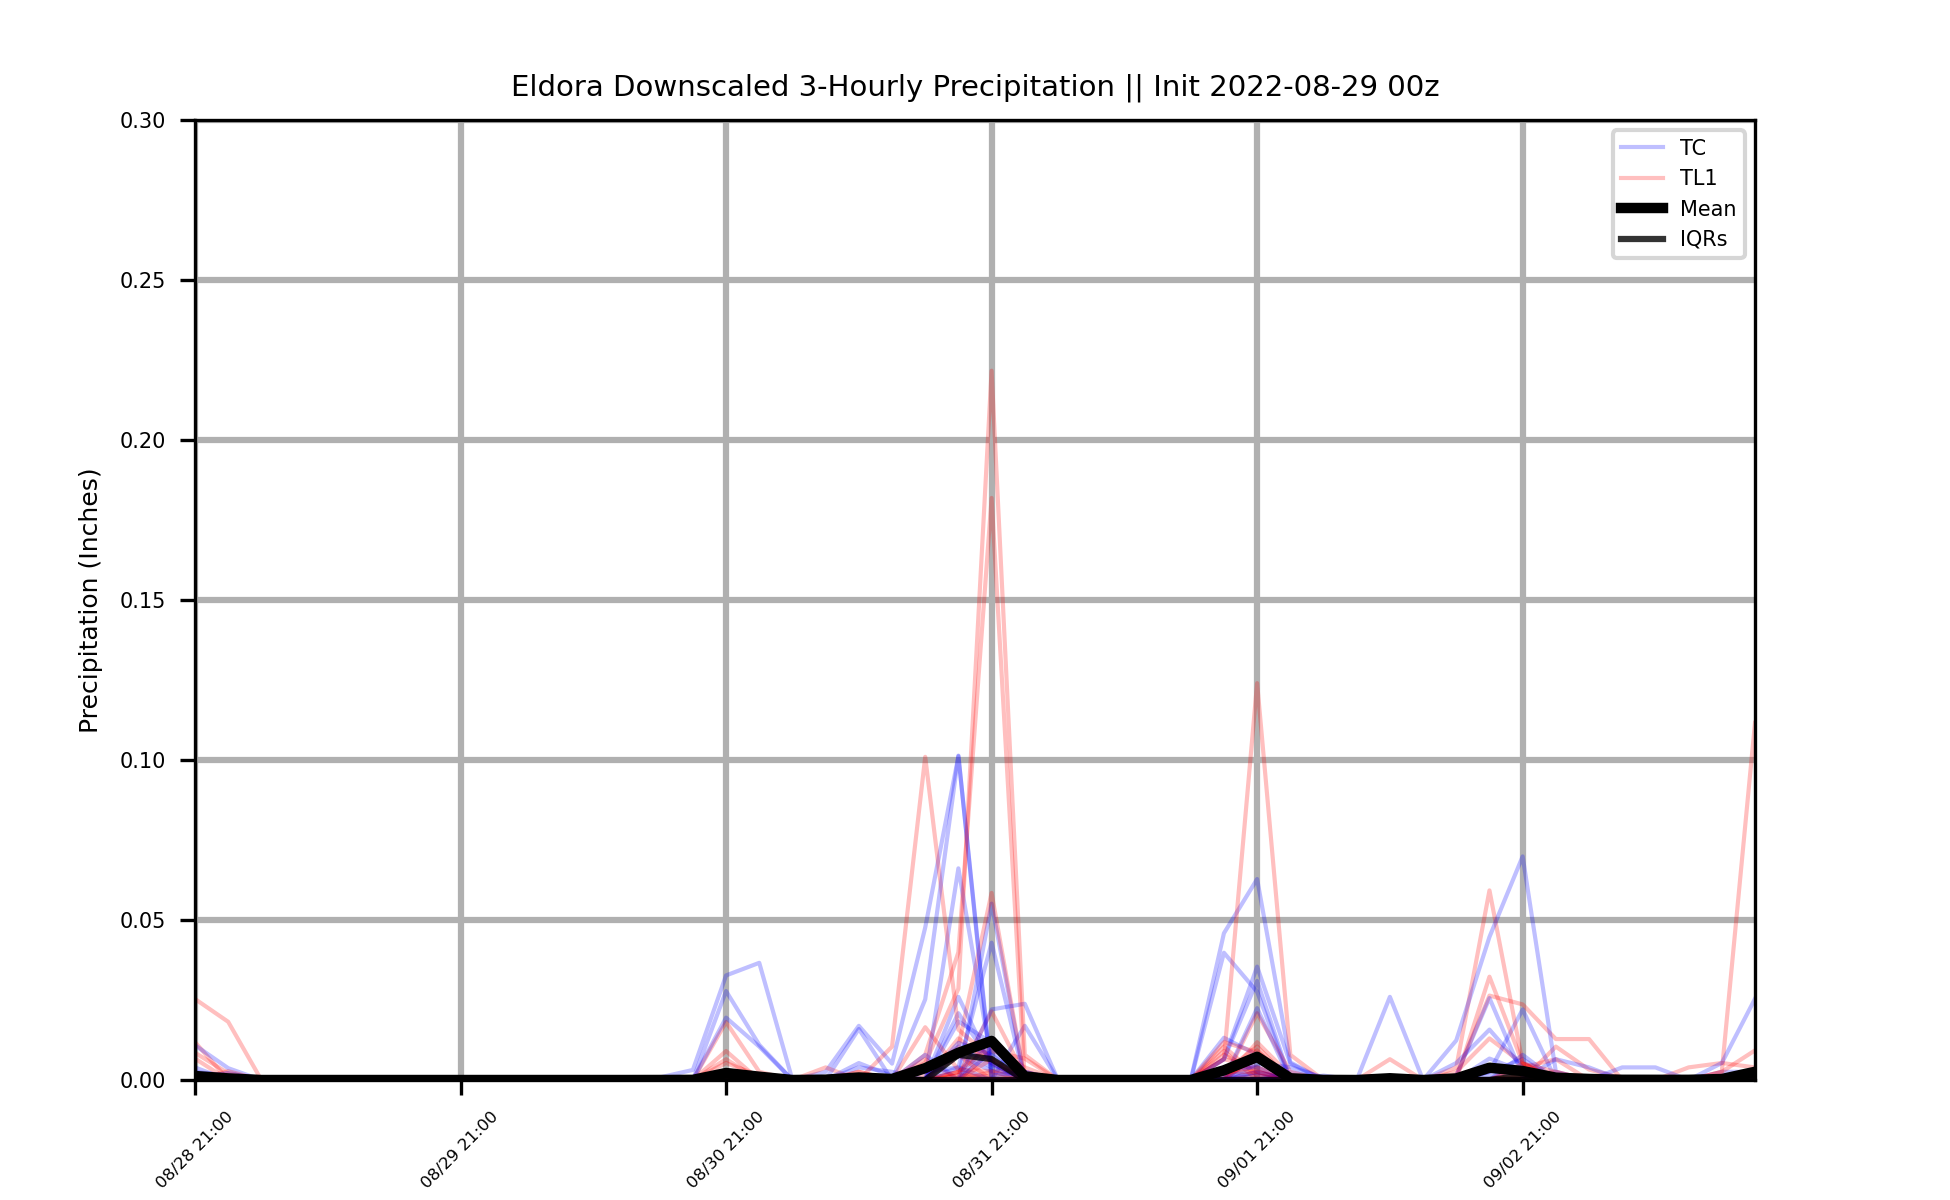 Eldora Downscaled 3-Hourly Precipitation || Init 2022-08-29 00z
Precipitation (Inches)
0.30
0.25
0.20
0.15
0.10
0.05
0.00
TC
TL1
Mean
IQRs
08/28 21:00
08/29 21:00
08/30 21:00
08/31 21:00
09/01 21:00
09/02 21:00